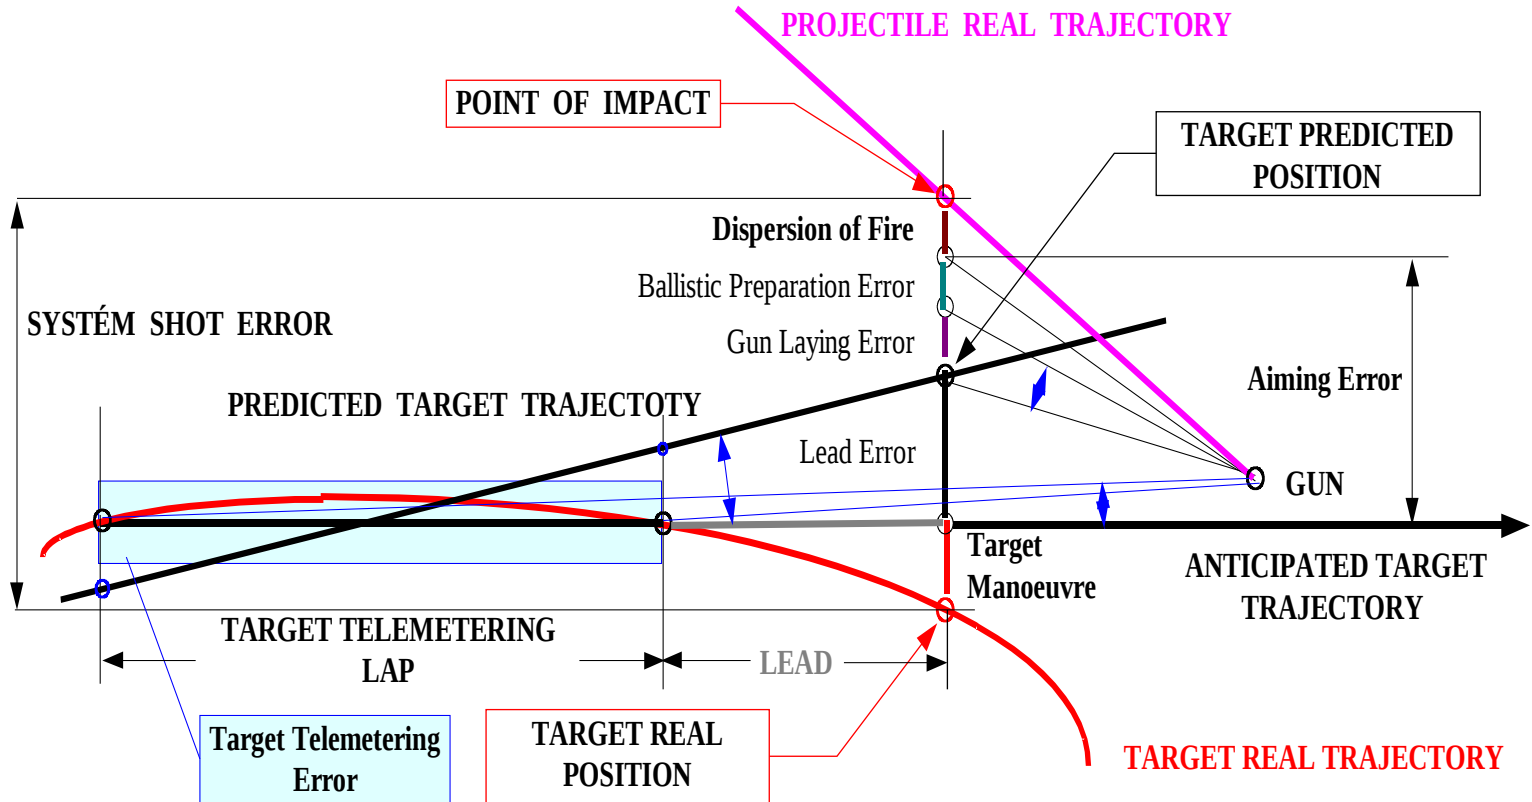 PROJECTILE REAL TRAJECTORY
POINT OF IMPACT
TARGET PREDICTED
POSITION
Dispersion of Fire
Ballistic Preparation Error
SYSTÉM SHOT ERROR
Gun Laying Error
Aiming Error
PREDICTED TARGET TRAJECTOTY
Lead Error
GUN
Target
Manoeuvre
ANTICIPATED TARGET
TRAJECTORY
TARGET TELEMETERING
LAP
LEAD
Target Telemetering
Error
TARGET REAL
POSITION
TARGET REAL TRAJECTORY